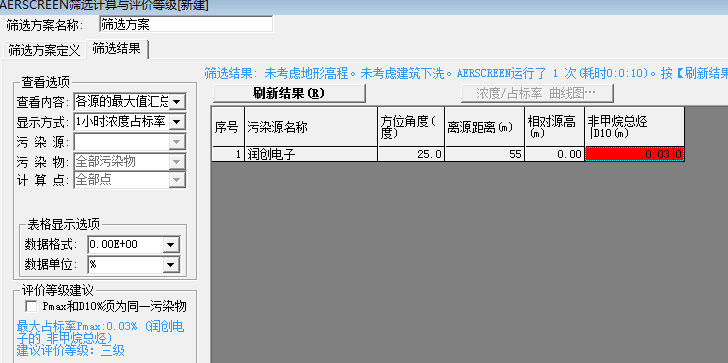 AERSCREEN筛选计算与评价等级[新建]
筛选方案名称: 筛选方案
筛选方案定义 筛选结果
筛选结果: 未考虑地形高程。未考虑建筑下洗。AERSCREEN运行了 1 次(耗时0:0:10)。按【刷新结果
查看选项
查看内容: 各源的最大值汇总
显示方式: 1小时浓度占标率
污 染 源:
污 染 物: 全部污染物
计 算 点: 全部点
表格显示选项
数据格式: 0.00E+00
数据单位: %
评价等级建议
Pmax和D10%须为同一污染物
最大占标率Pmax:0.03% (润创电
子的 非甲烷总烃)
建议评价等级: 三级
刷新结果(R) 浓度/占标率 曲线图…
序号 污染源名称 方位角度(度) 离源距离(m) 相对源高(m) 非甲烷总烃|D10(m)
1 润创电子 25.0 55 0.00 0.03|0